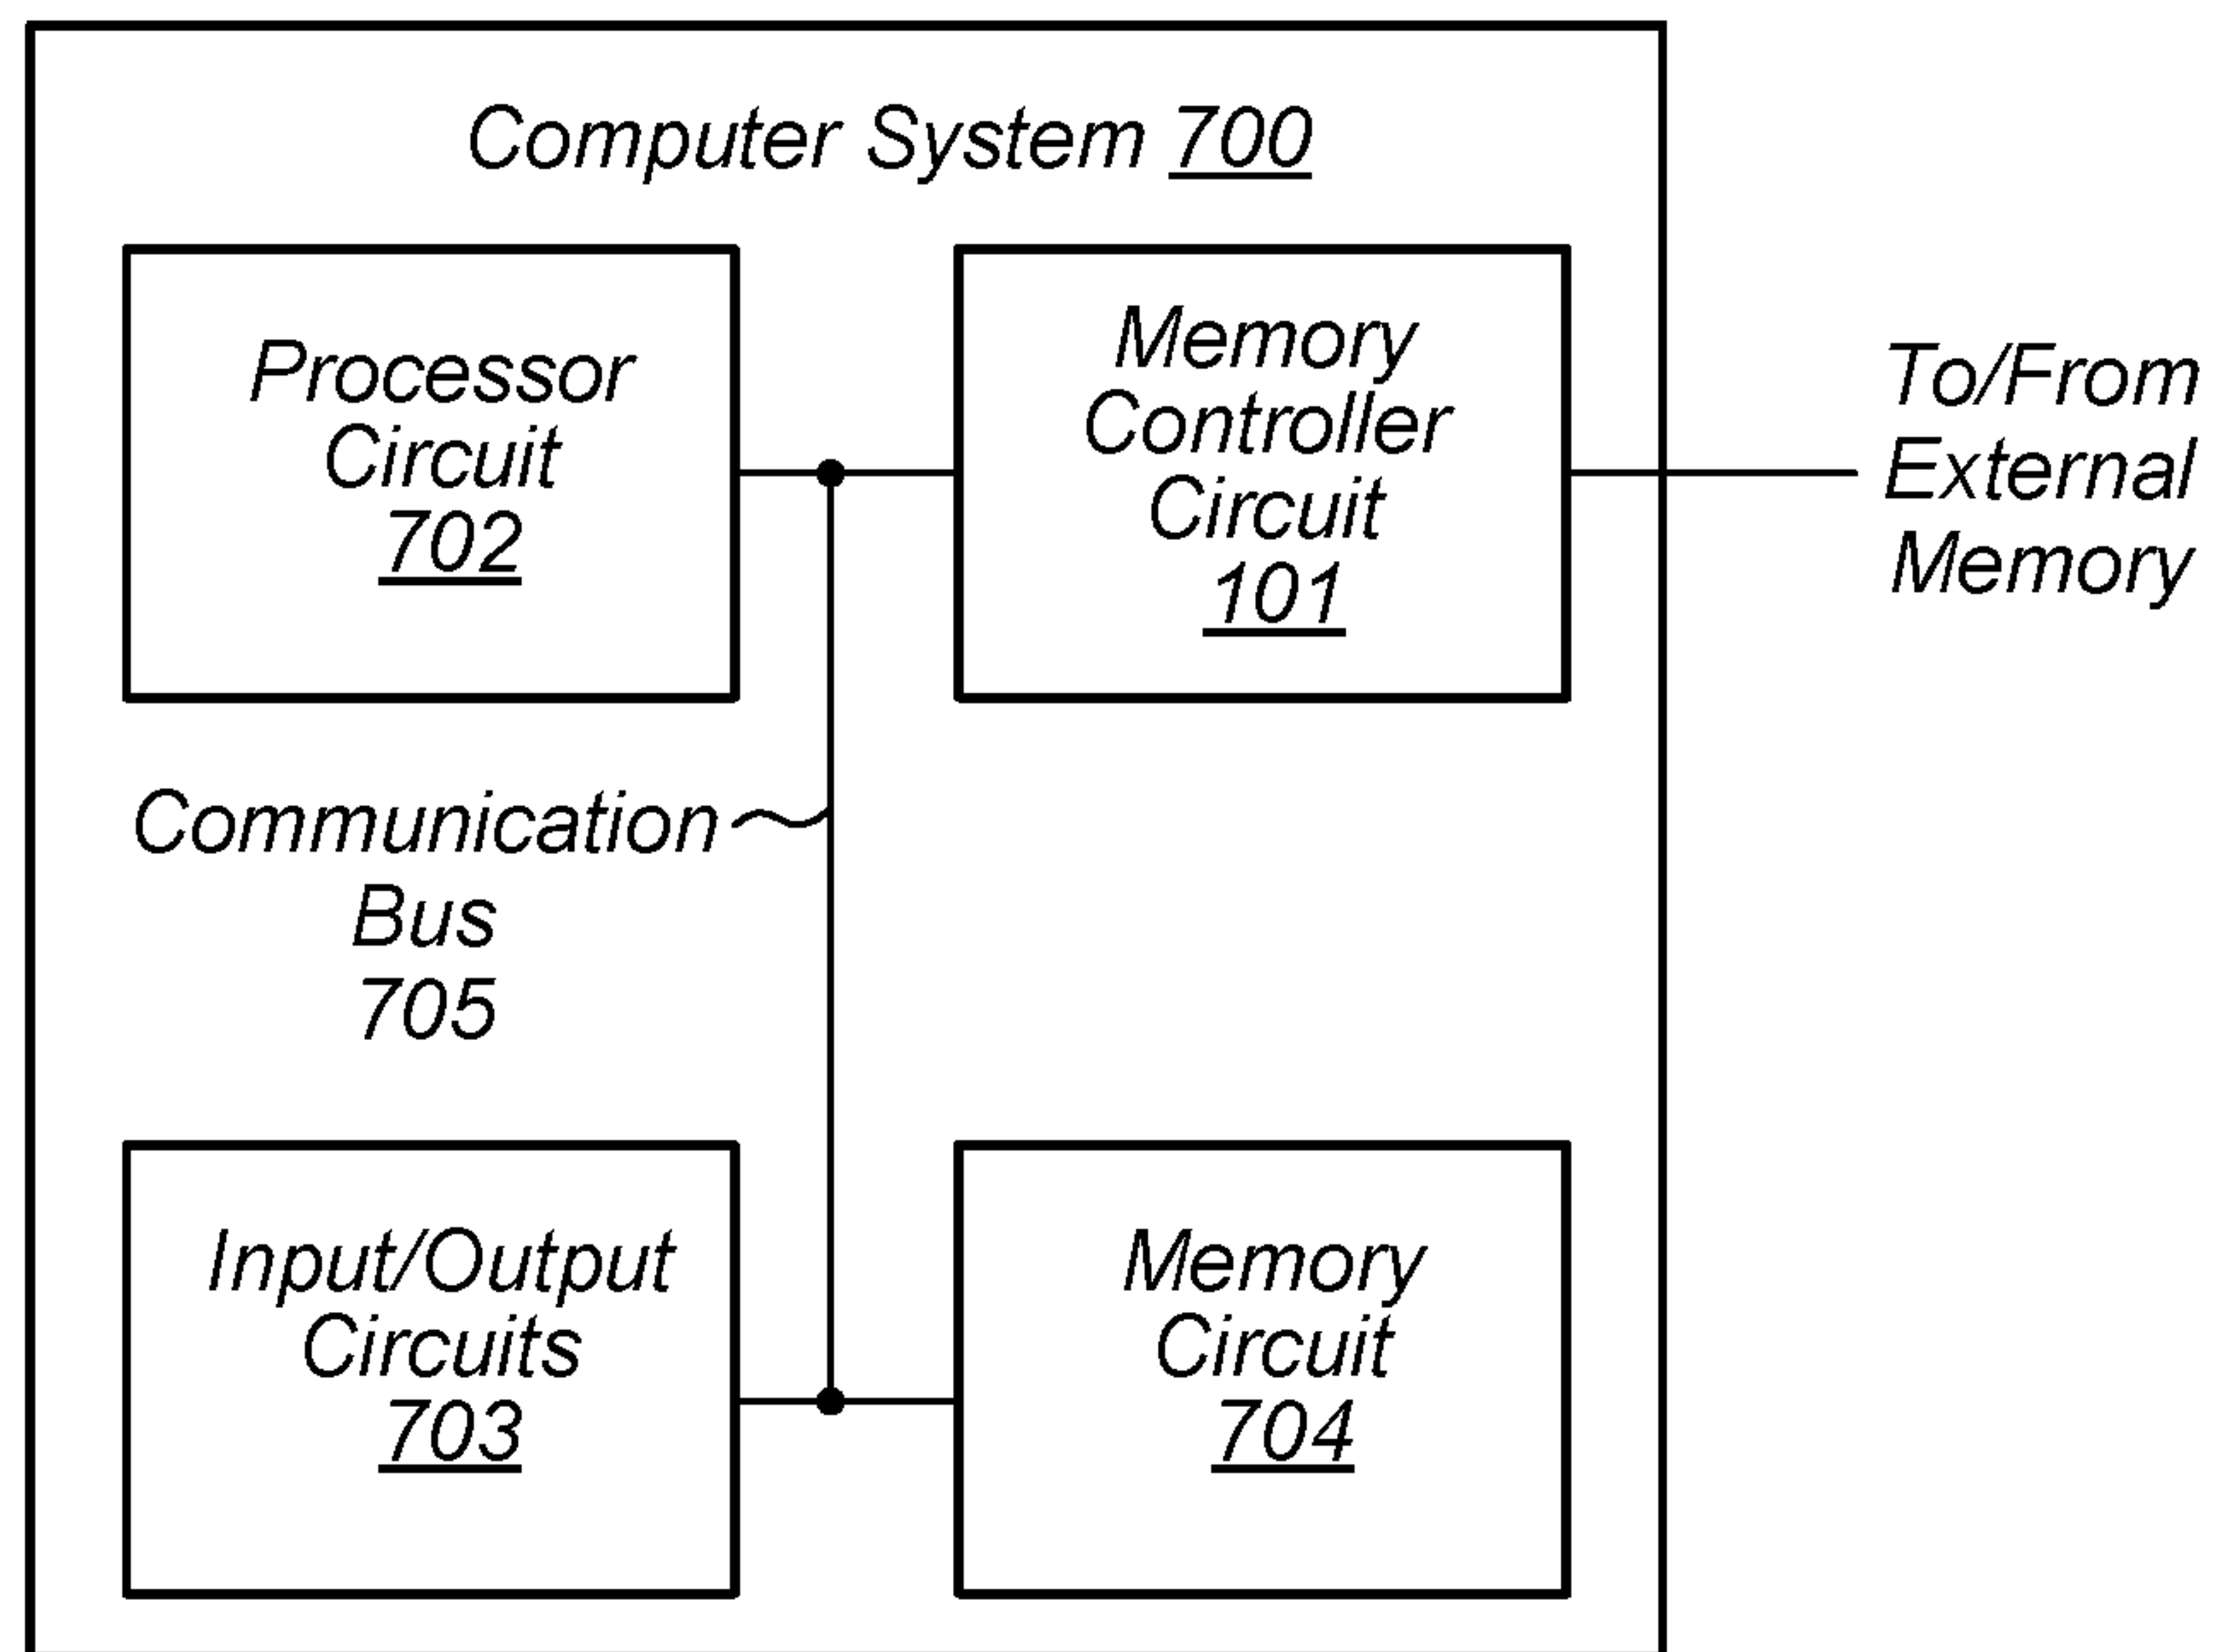 Computer System 700
Processor
Circuit
702
Memory
Controller
Circuit
101
To/From
External
Memory
Communication
Bus
705
Input/Output
Circuits
703
Memory
Circuit
704